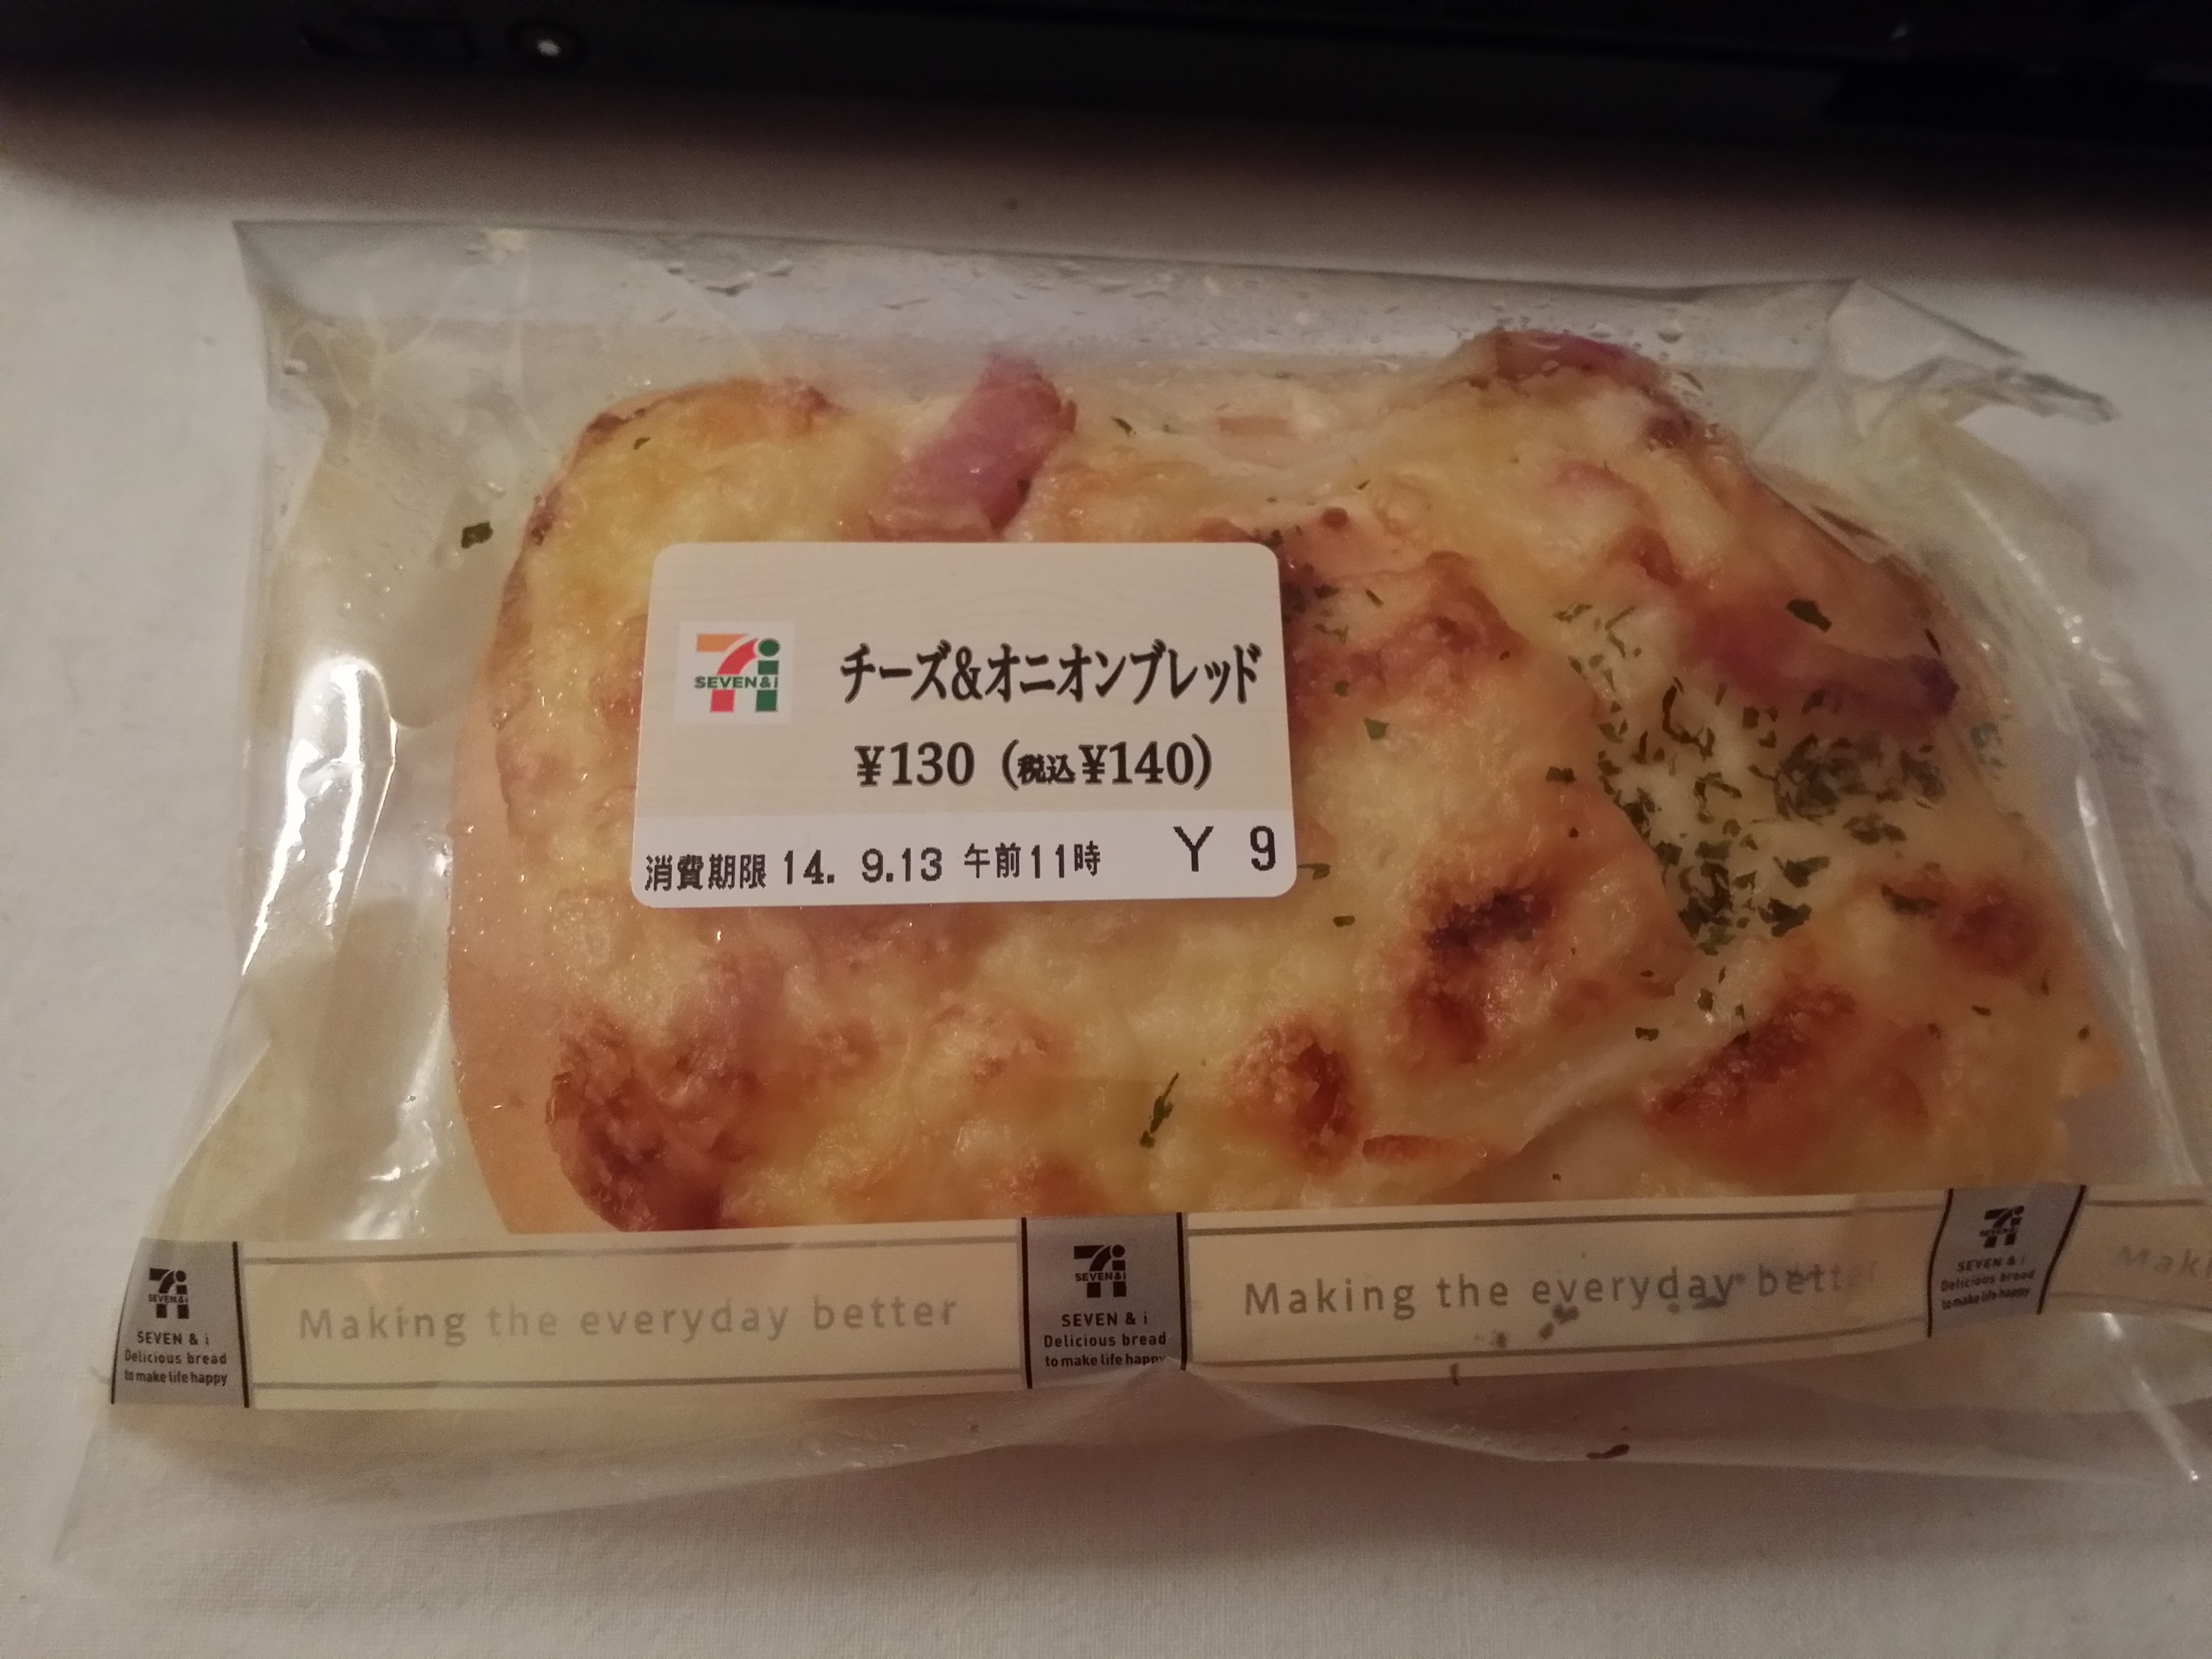 SEVEN & i
チーズ&オニオンブレッド
¥130 (税込¥140)
消費期限 14. 9.13 午前11時 Y 9
SEVEN & i
SEVEN & i
Delicious bread
to make life happy
Making the everyday better
SEVEN & i
SEVEN & i
Delicious bread
to make life happy
Making the everyday better
SEVEN & i
SEVEN & i
Delicious bread
to make life happy